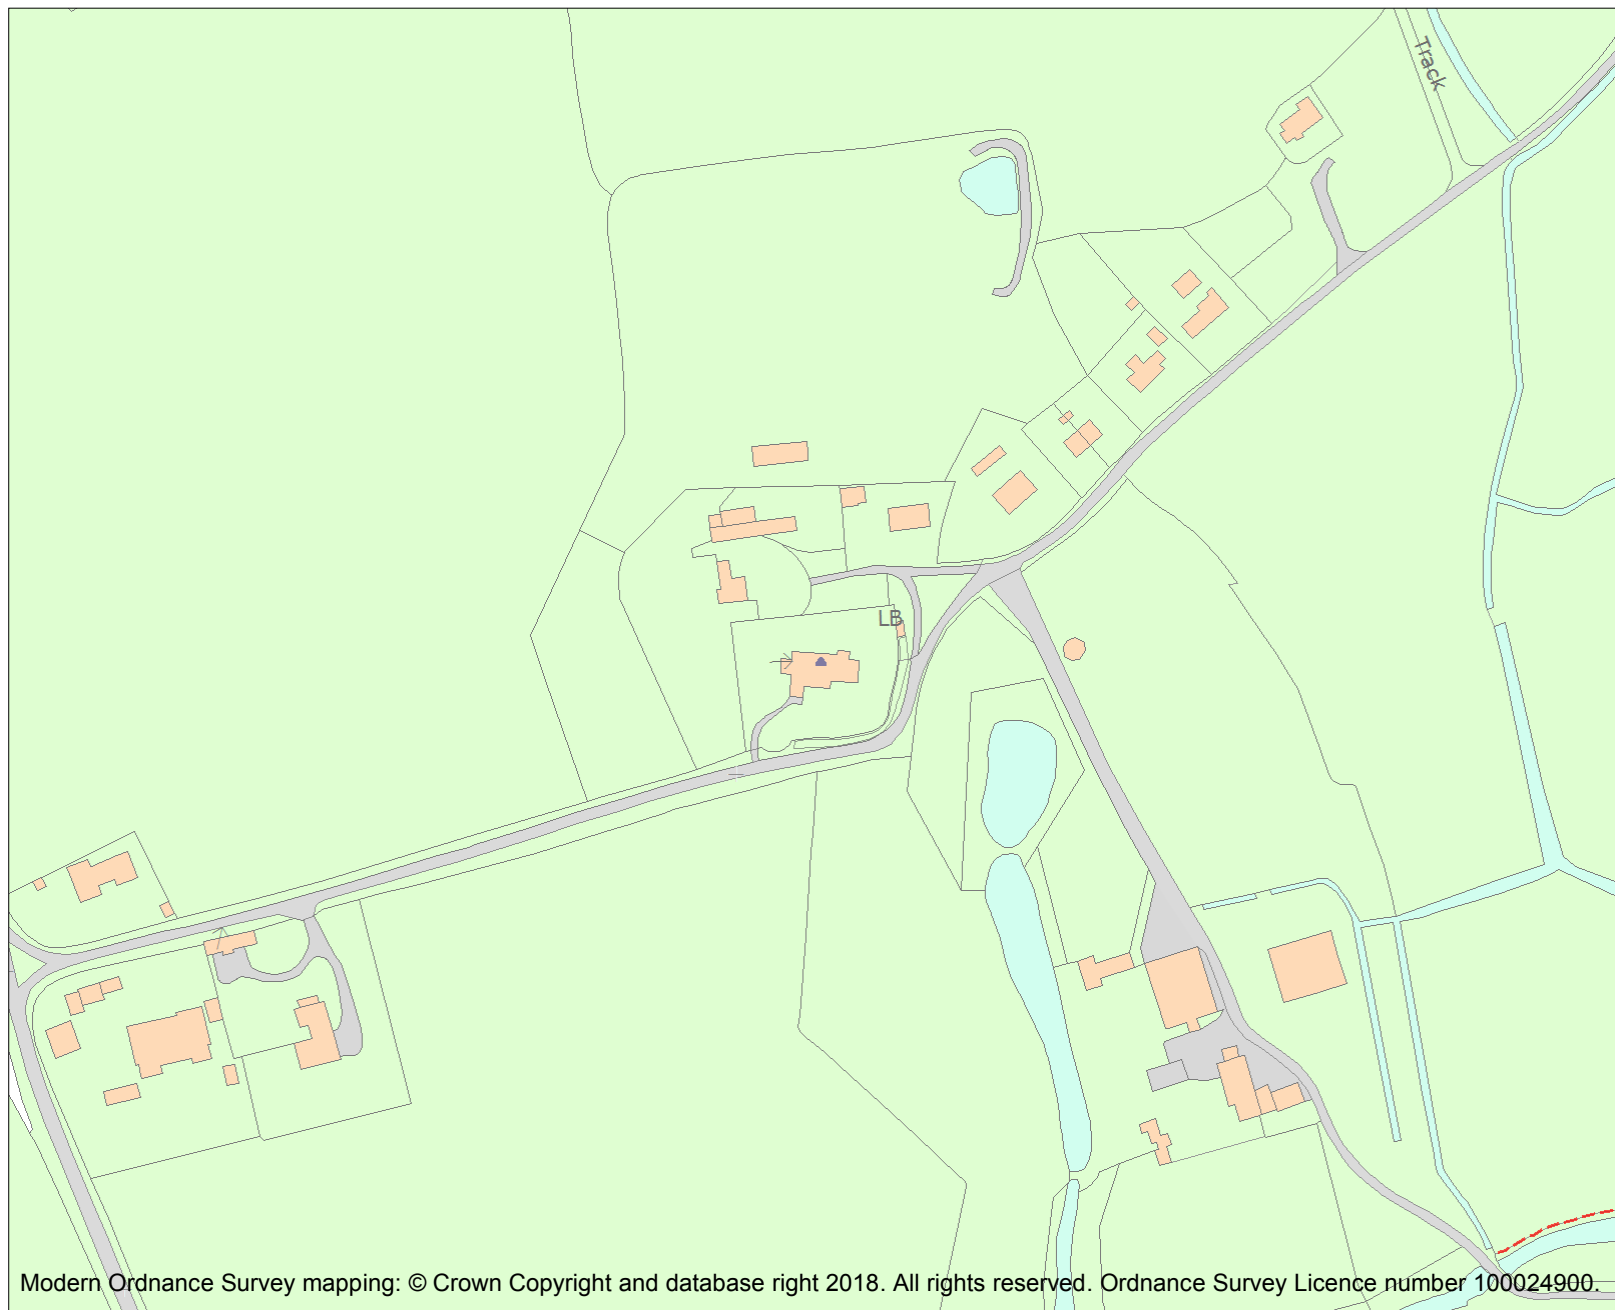 Track
LB
Modern Ordnance Survey mapping: © Crown Copyright and database right 2018. All rights reserved. Ordnance Survey Licence number 100024900.